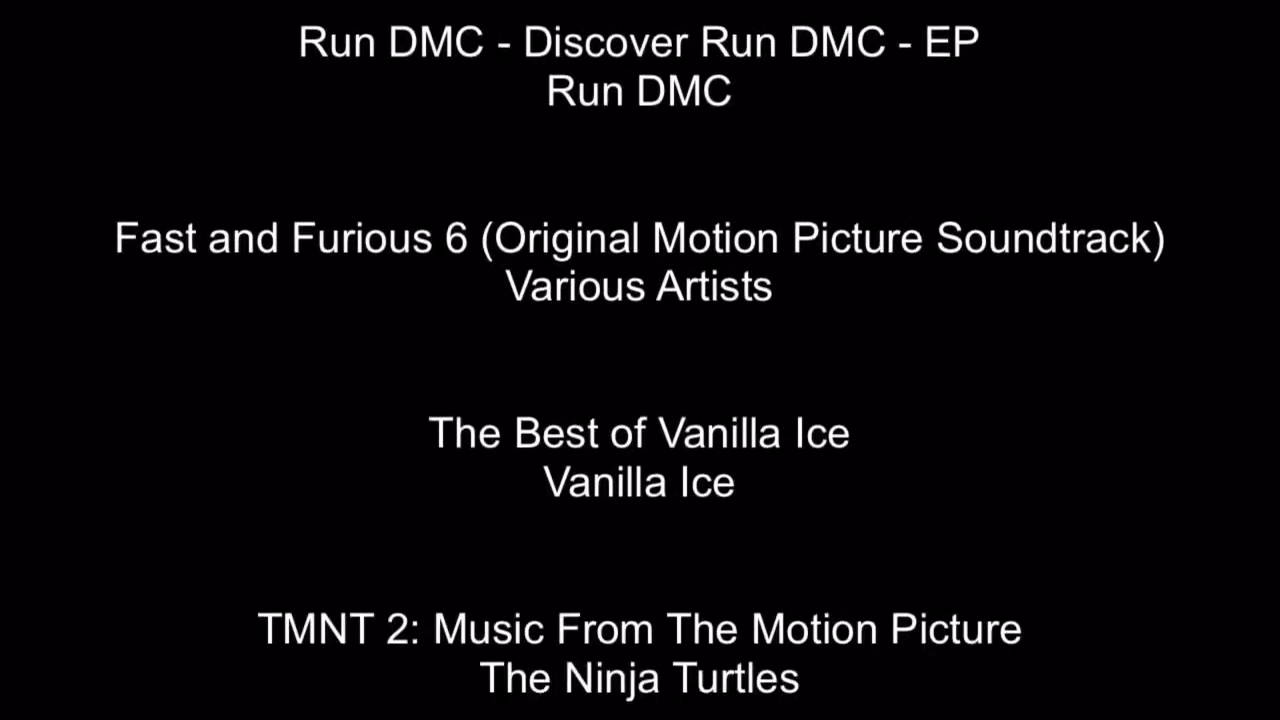 Run DMC - Discover Run DMC - EP
Run DMC
Fast and Furious 6 (Original Motion Picture Soundtrack)
Various Artists
The Best of Vanilla Ice
Vanilla Ice
TMNT 2: Music From The Motion Picture
The Ninja Turtles